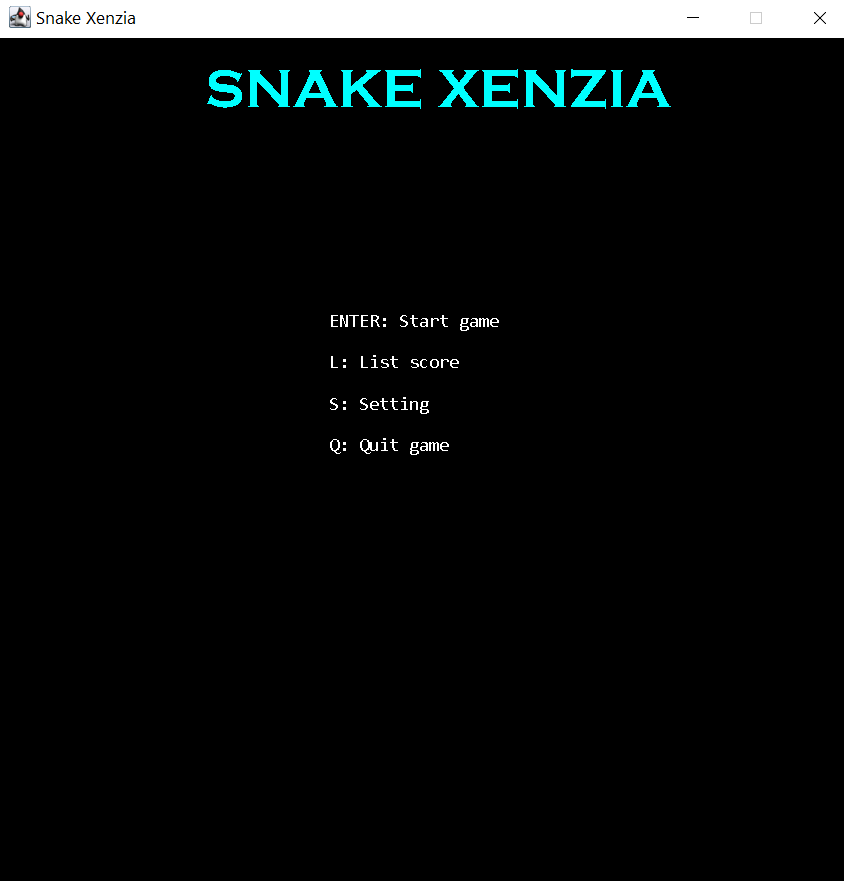 Snake Xenzia
SNAKE XENZIA
ENTER: Start game
L: List score
S: Setting
Q: Quit game